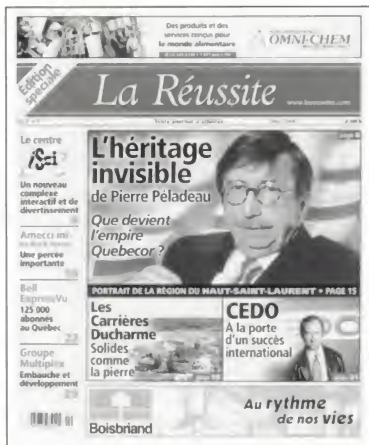 Des produits et des
services conçus pour
le monde alimentaire
OMNI-CHEM
Édition
spéciale
La Réussite
Le centre
iSci
Un nouveau
complexe
interactif et de
divertissement
Amecci
Une percée
importante
Bell
ExpressVu
125 000
abonnés
au Québec
Groupe
Multiplex
Embauche et
développement
L'héritage
invisible
de Pierre Péladeau
Que devient
l'empire
Quebecor ?
PORTRAIT DE LA RÉGION DU HAUT-SAINT-LAURENT • PAGE 15
Les
Carrières
Ducharme
Solides
comme
la pierre
CEDO
À la porte
d'un succès
international
Boisbriand
Au rythme
de nos vies